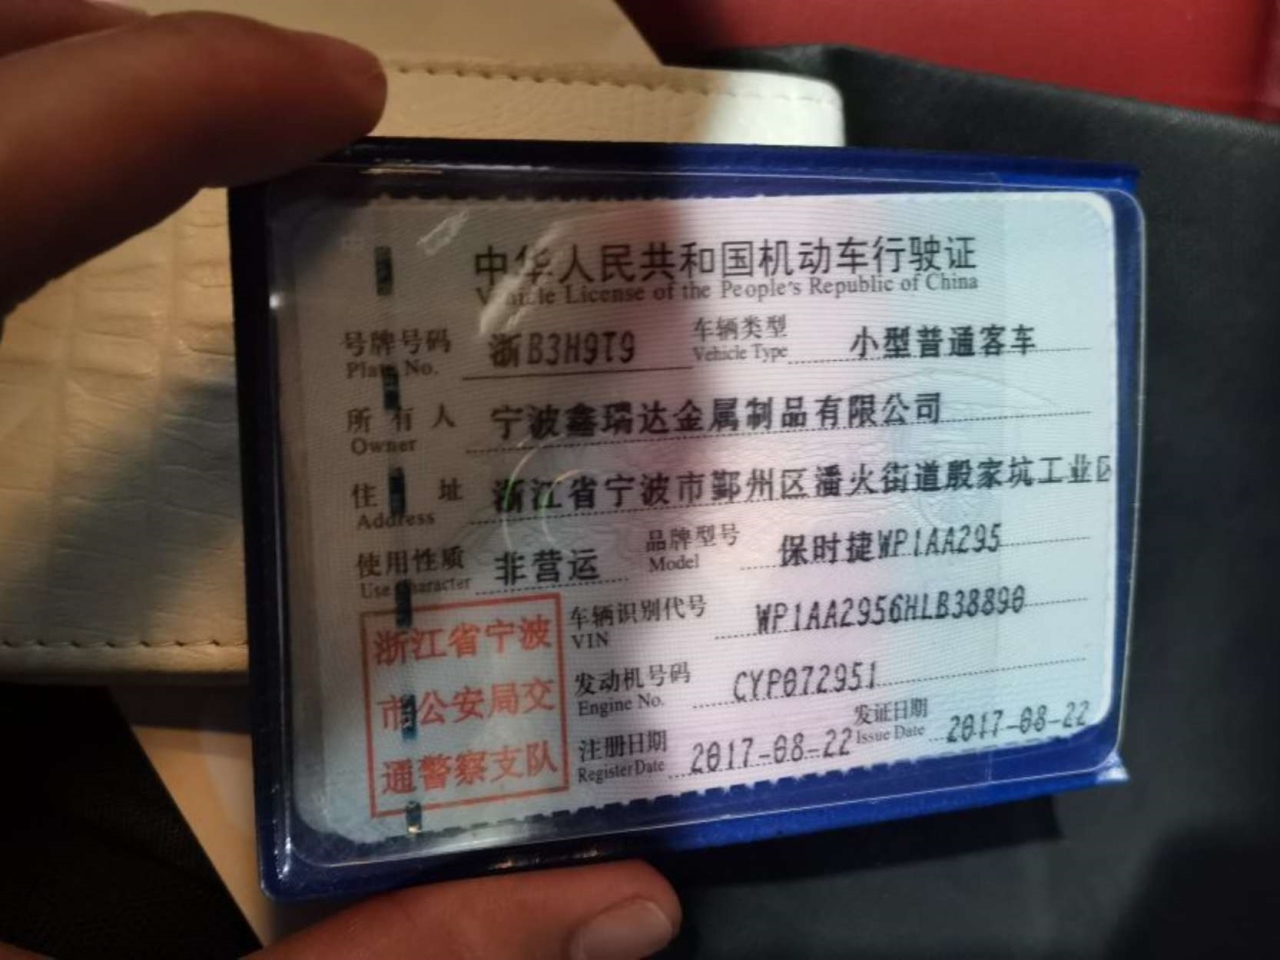 中华人民共和国机动车行驶证
Vehicle License of the People's Republic of China
号牌号码 浙B3H9T9 车辆类型 小型普通客车
Plate No. Vehicle Type
所有人 宁波鑫瑞达金属制品有限公司
Owner
住址 浙江省宁波市鄞州区潘火街道殷家坑工业区
Address
使用性质 非营运 品牌型号 保时捷WP1AA295
Use Character Model
浙江省宁波
市公安局交
通警察支队
车辆识别代号 WP1AA2956HLB38890
VIN
发动机号码 CYP072951
Engine No.
注册日期 2017-08-22 发证日期 2017-08-22
Register Date Issue Date